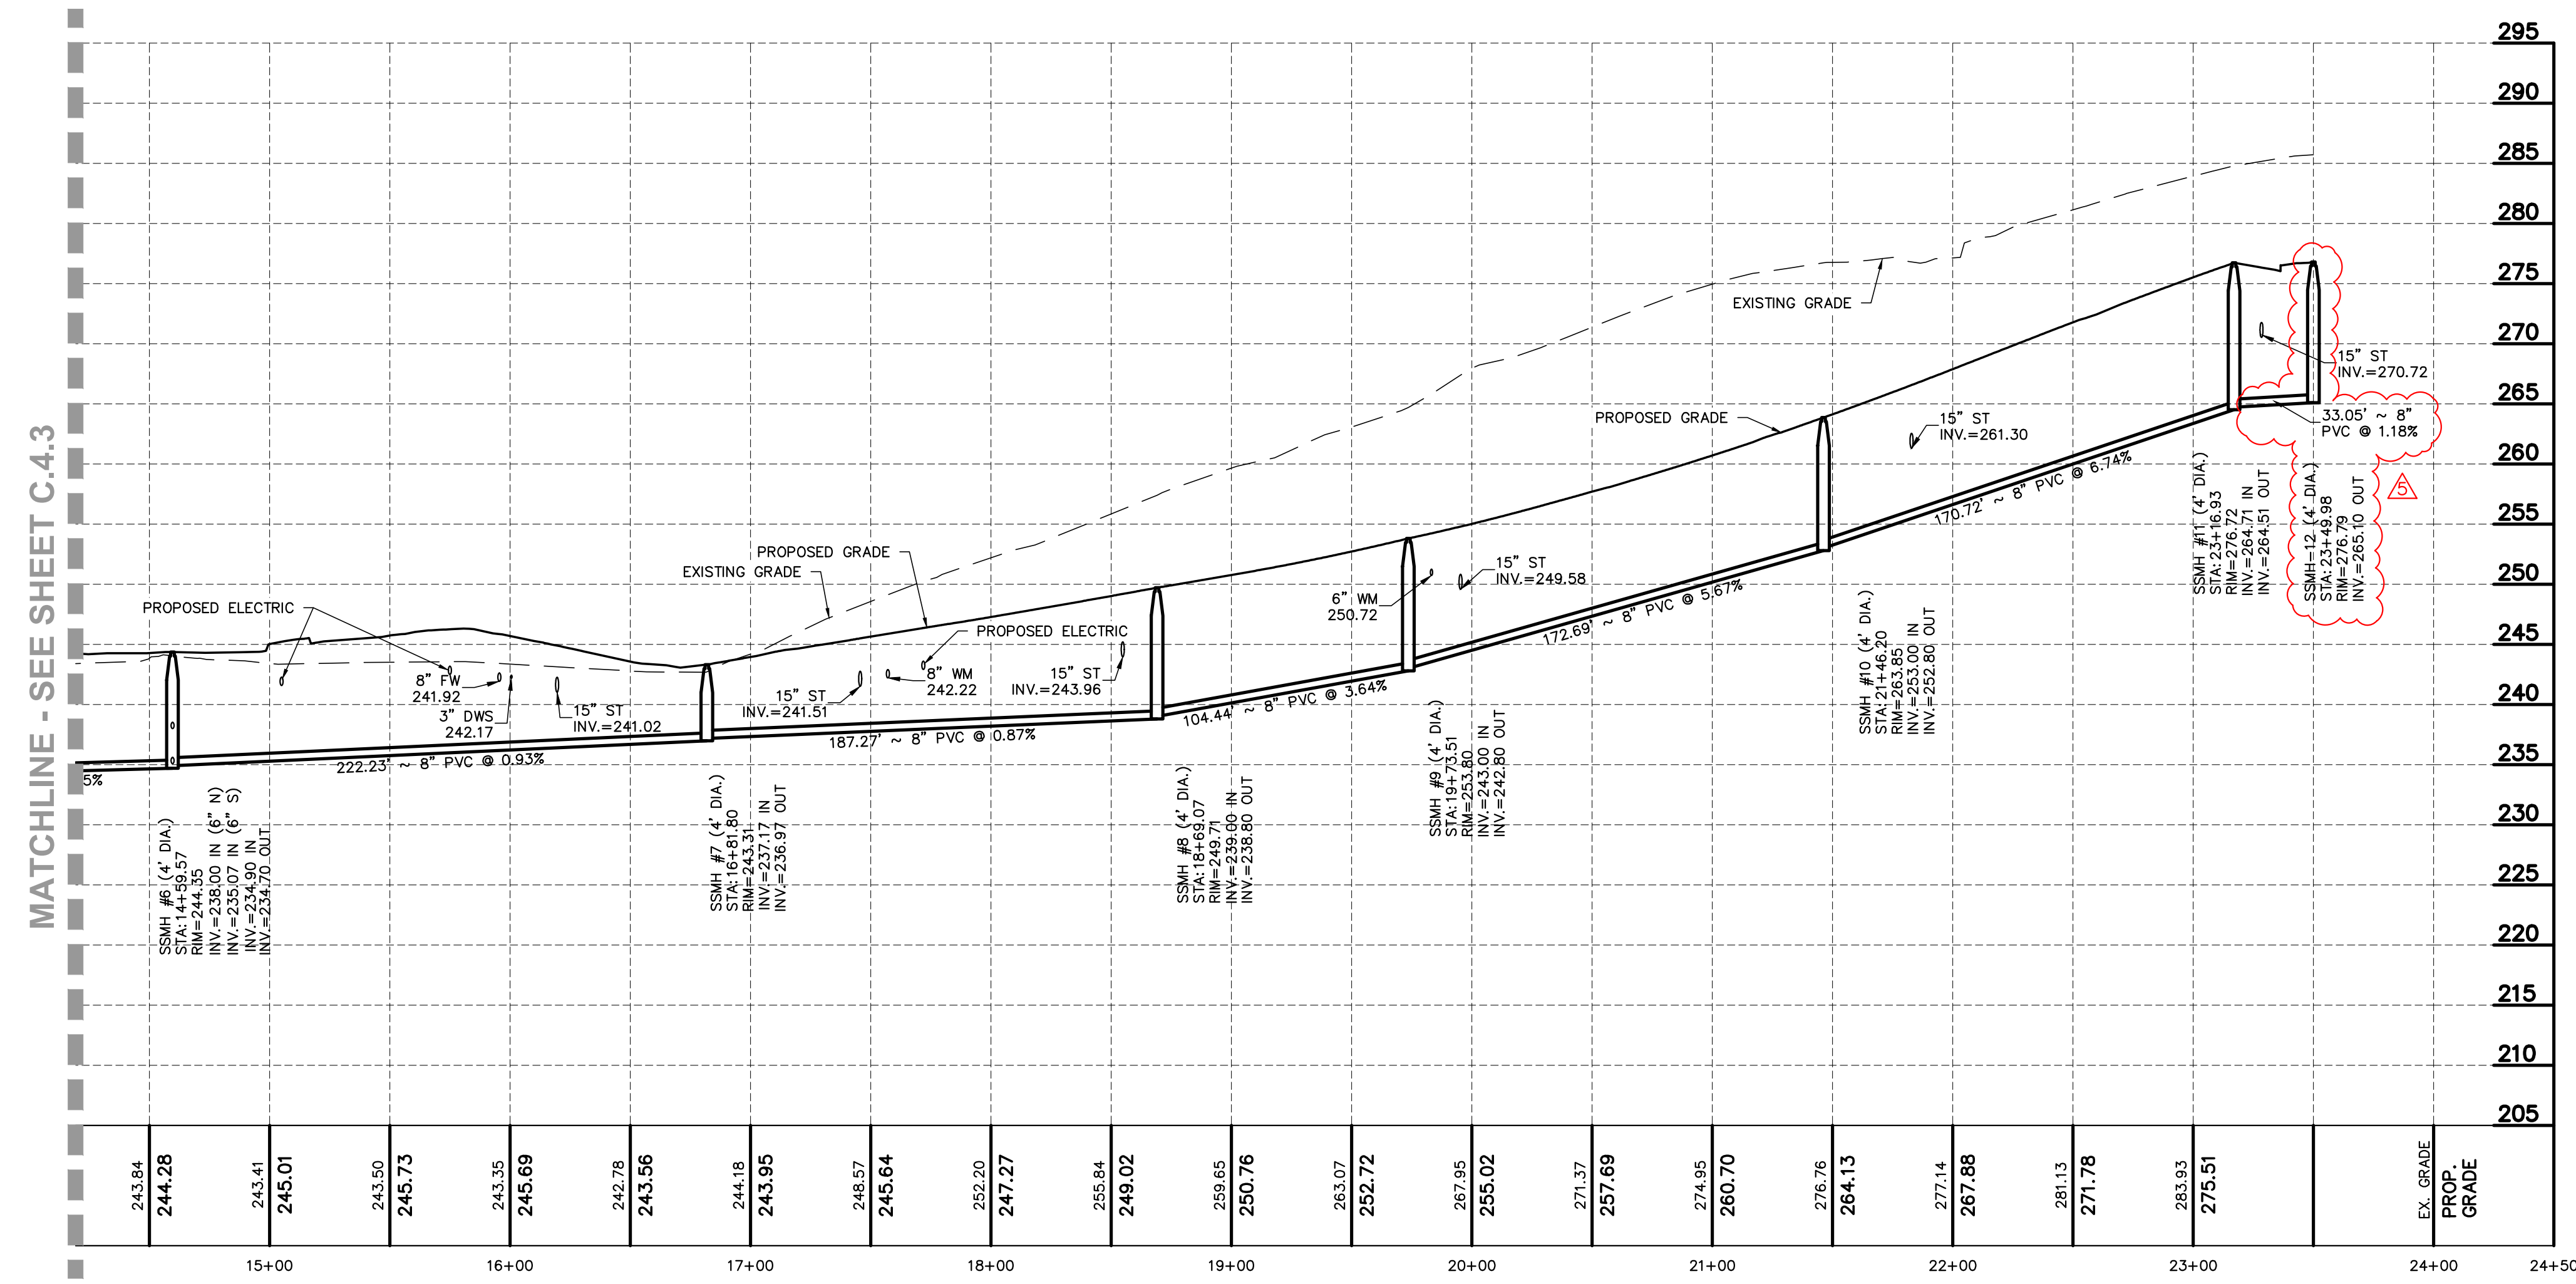 MATCHLINE - SEE SHEET C.4.3
295
290
285
280
275
270
265
260
255
250
245
240
235
230
225
220
215
210
205
EXISTING GRADE
PROPOSED GRADE
15" ST
INV.=270.72
33.05' ~ 8"
PVC @ 1.18%
15" ST
INV.=261.30
5
PROPOSED GRADE
EXISTING GRADE
PROPOSED ELECTRIC
8" FW
241.92
3" DWS
242.17
15" ST
INV.=241.02
15" ST
INV.=241.51
8" WM
242.22
PROPOSED ELECTRIC
15" ST
INV.=243.96
6" WM
250.72
15" ST
INV.=249.58
5%
222.23' ~ 8" PVC @ 0.93%
187.27' ~ 8" PVC @ 0.87%
104.44' ~ 8" PVC @ 3.64%
172.69' ~ 8" PVC @ 5.67%
170.72' ~ 8" PVC @ 6.74%
SSMH #6 (4' DIA.)
STA:14+59.57
RIM=244.35
INV.=238.00 IN (6" N)
INV.=235.07 IN (6" S)
INV.=234.90 IN
INV.=234.70 OUT
SSMH #7 (4' DIA.)
STA:16+81.80
RIM=243.31
INV.=237.17 IN
INV.=236.97 OUT
SSMH #8 (4' DIA.)
STA:18+69.07
RIM=249.71
INV.=239.00 IN
INV.=238.80 OUT
SSMH #9 (4' DIA.)
STA:19+73.51
RIM=253.80
INV.=243.00 IN
INV.=242.80 OUT
SSMH #10 (4' DIA.)
STA:21+46.20
RIM=263.85
INV.=253.00 IN
INV.=252.80 OUT
SSMH #11 (4' DIA.)
STA:23+16.93
RIM=276.72
INV.=264.71 IN
INV.=264.51 OUT
SSMH=12 (4' DIA.)
STA:23+49.98
RIM=276.79
INV.=265.10 OUT
243.84
244.28
243.41
245.01
243.50
245.73
243.35
245.69
242.78
243.56
244.18
243.95
248.57
245.64
252.20
247.27
255.84
249.02
259.65
250.76
263.07
252.72
267.95
255.02
271.37
257.69
274.95
260.70
276.76
264.13
277.14
267.88
281.13
271.78
283.93
275.51
EX. GRADE
PROP.
GRADE
15+00
16+00
17+00
18+00
19+00
20+00
21+00
22+00
23+00
24+00
24+50